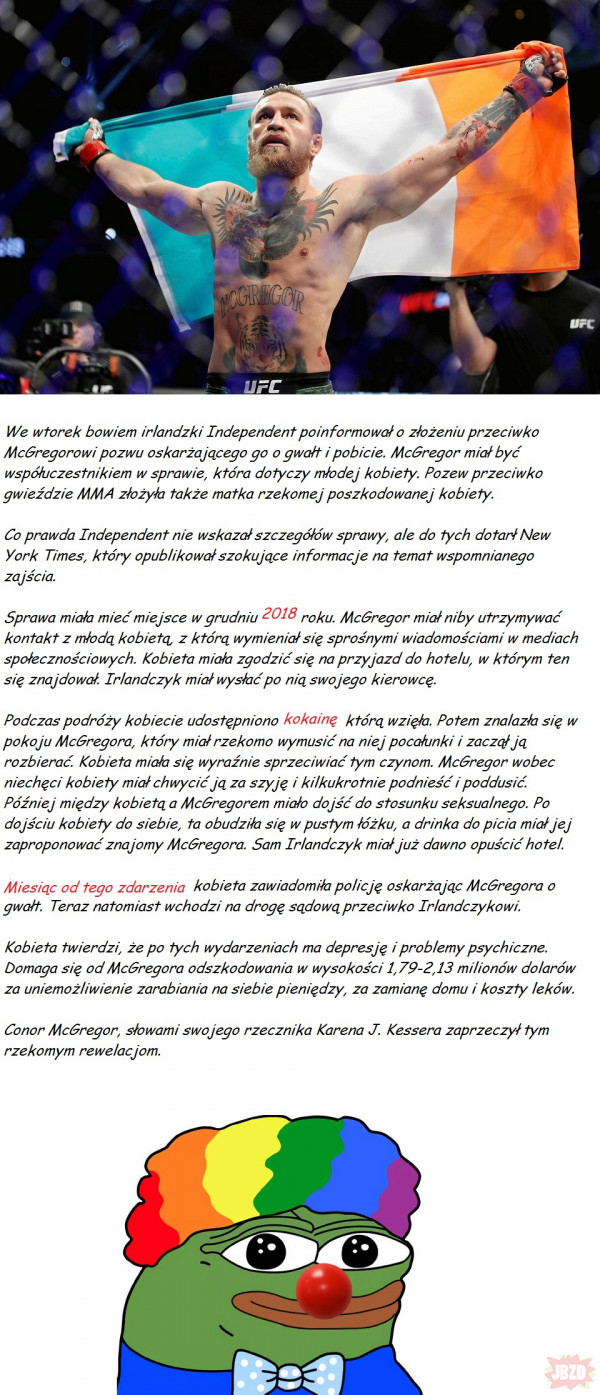 McGREGOR
UFC
UFC
We wtorek bowiem irlandzki Independent poinformował o złożeniu przeciwko
McGregorowi pozwu oskarżającego go o gwałt i pobicie. McGregor miał być
współuczestnikiem w sprawie, która dotyczy młodej kobiety. Pozew przeciwko
gwieździe MMA złożyła także matka rzekomej poszkodowanej kobiety.
Co prawda Independent nie wskazał szczegółów sprawy, ale do tych dotarł New
York Times, który opublikował szokujące informacje na temat wspomnianego
zajścia.
Sprawa miała mieć miejsce w grudniu 2018 roku. McGregor miał niby utrzymywać
kontakt z młodą kobietą, z którą wymieniał się sprośnymi wiadomościami w mediach
społecznościowych. Kobieta miała zgodzić się na przyjazd do hotelu, w którym ten
się znajdował. Irlandczyk miał wysłać po nią swojego kierowcę.
Podczas podróży kobiecie udostępniono kokainę którą wzięła. Potem znalazła się w
pokoju McGregora, który miał rzekomo wymusić na niej pocałunki i zaczął ją
rozbierać. Kobieta miała się wyraźnie sprzeciwiać tym czynom. McGregor wobec
niechęci kobiety miał chwycić ją za szyję i kilkukrotnie podnieść i poddusić.
Później między kobietą a McGregorem miało dojść do stosunku seksualnego. Po
dojściu kobiety do siebie, ta obudziła się w pustym łóżku, a drinka do picia miał jej
zaproponować znajomy McGregora. Sam Irlandczyk miał już dawno opuścić hotel.
Miesiąc od tego zdarzenia kobieta zawiadomiła policję oskarżając McGregora o
gwałt. Teraz natomiast wchodzi na drogę sądową przeciwko Irlandczykowi.
Kobieta twierdzi, że po tych wydarzeniach ma depresję i problemy psychiczne.
Domaga się od McGregora odszkodowania w wysokości 1,79-2,13 milionów dolarów
za uniemożliwienie zarabiania na siebie pieniędzy, za zamianę domu i koszty leków.
Conor McGregor, słowami swojego rzecznika Karena J. Kessera zaprzeczył tym
rzekomym rewelacjom.
JBZD